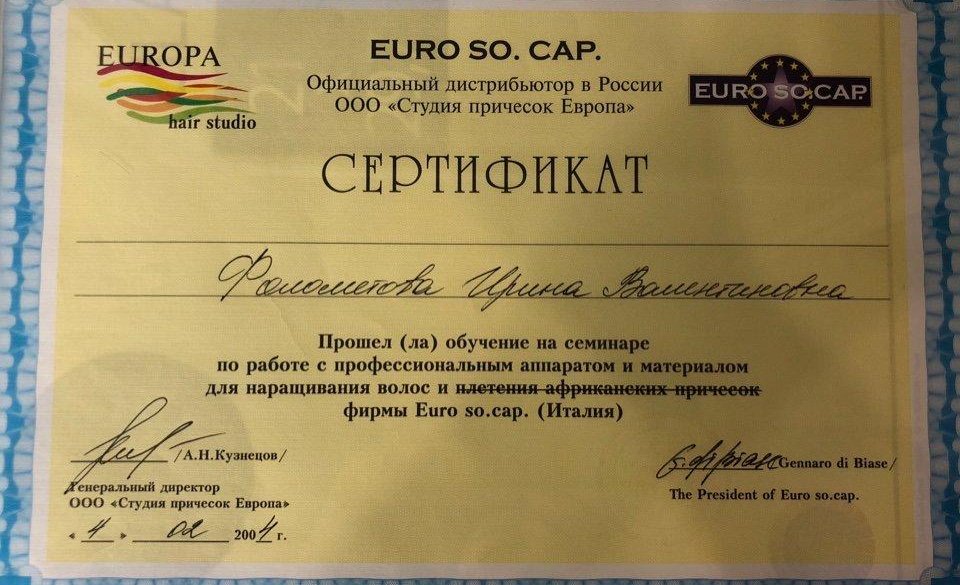 EUROPA
hair studio
EURO SO. CAP.
Официальный дистрибьютор в России
ООО «Студия причесок Европа»
EURO SO.CAP.
СЕРТИФИКАТ
Фолометова Ирина Валентиновна
Прошел (ла) обучение на семинаре
по работе с профессиональным аппаратом и материалом
для наращивания волос и плетения африканских причесок
фирмы Euro so.cap. (Италия)
/А.Н.Кузнецов/
Генеральный директор
ООО «Студия причесок Европа»
« 4 » 02 2004 г.
Gennaro di Biase/
The President of Euro so.cap.